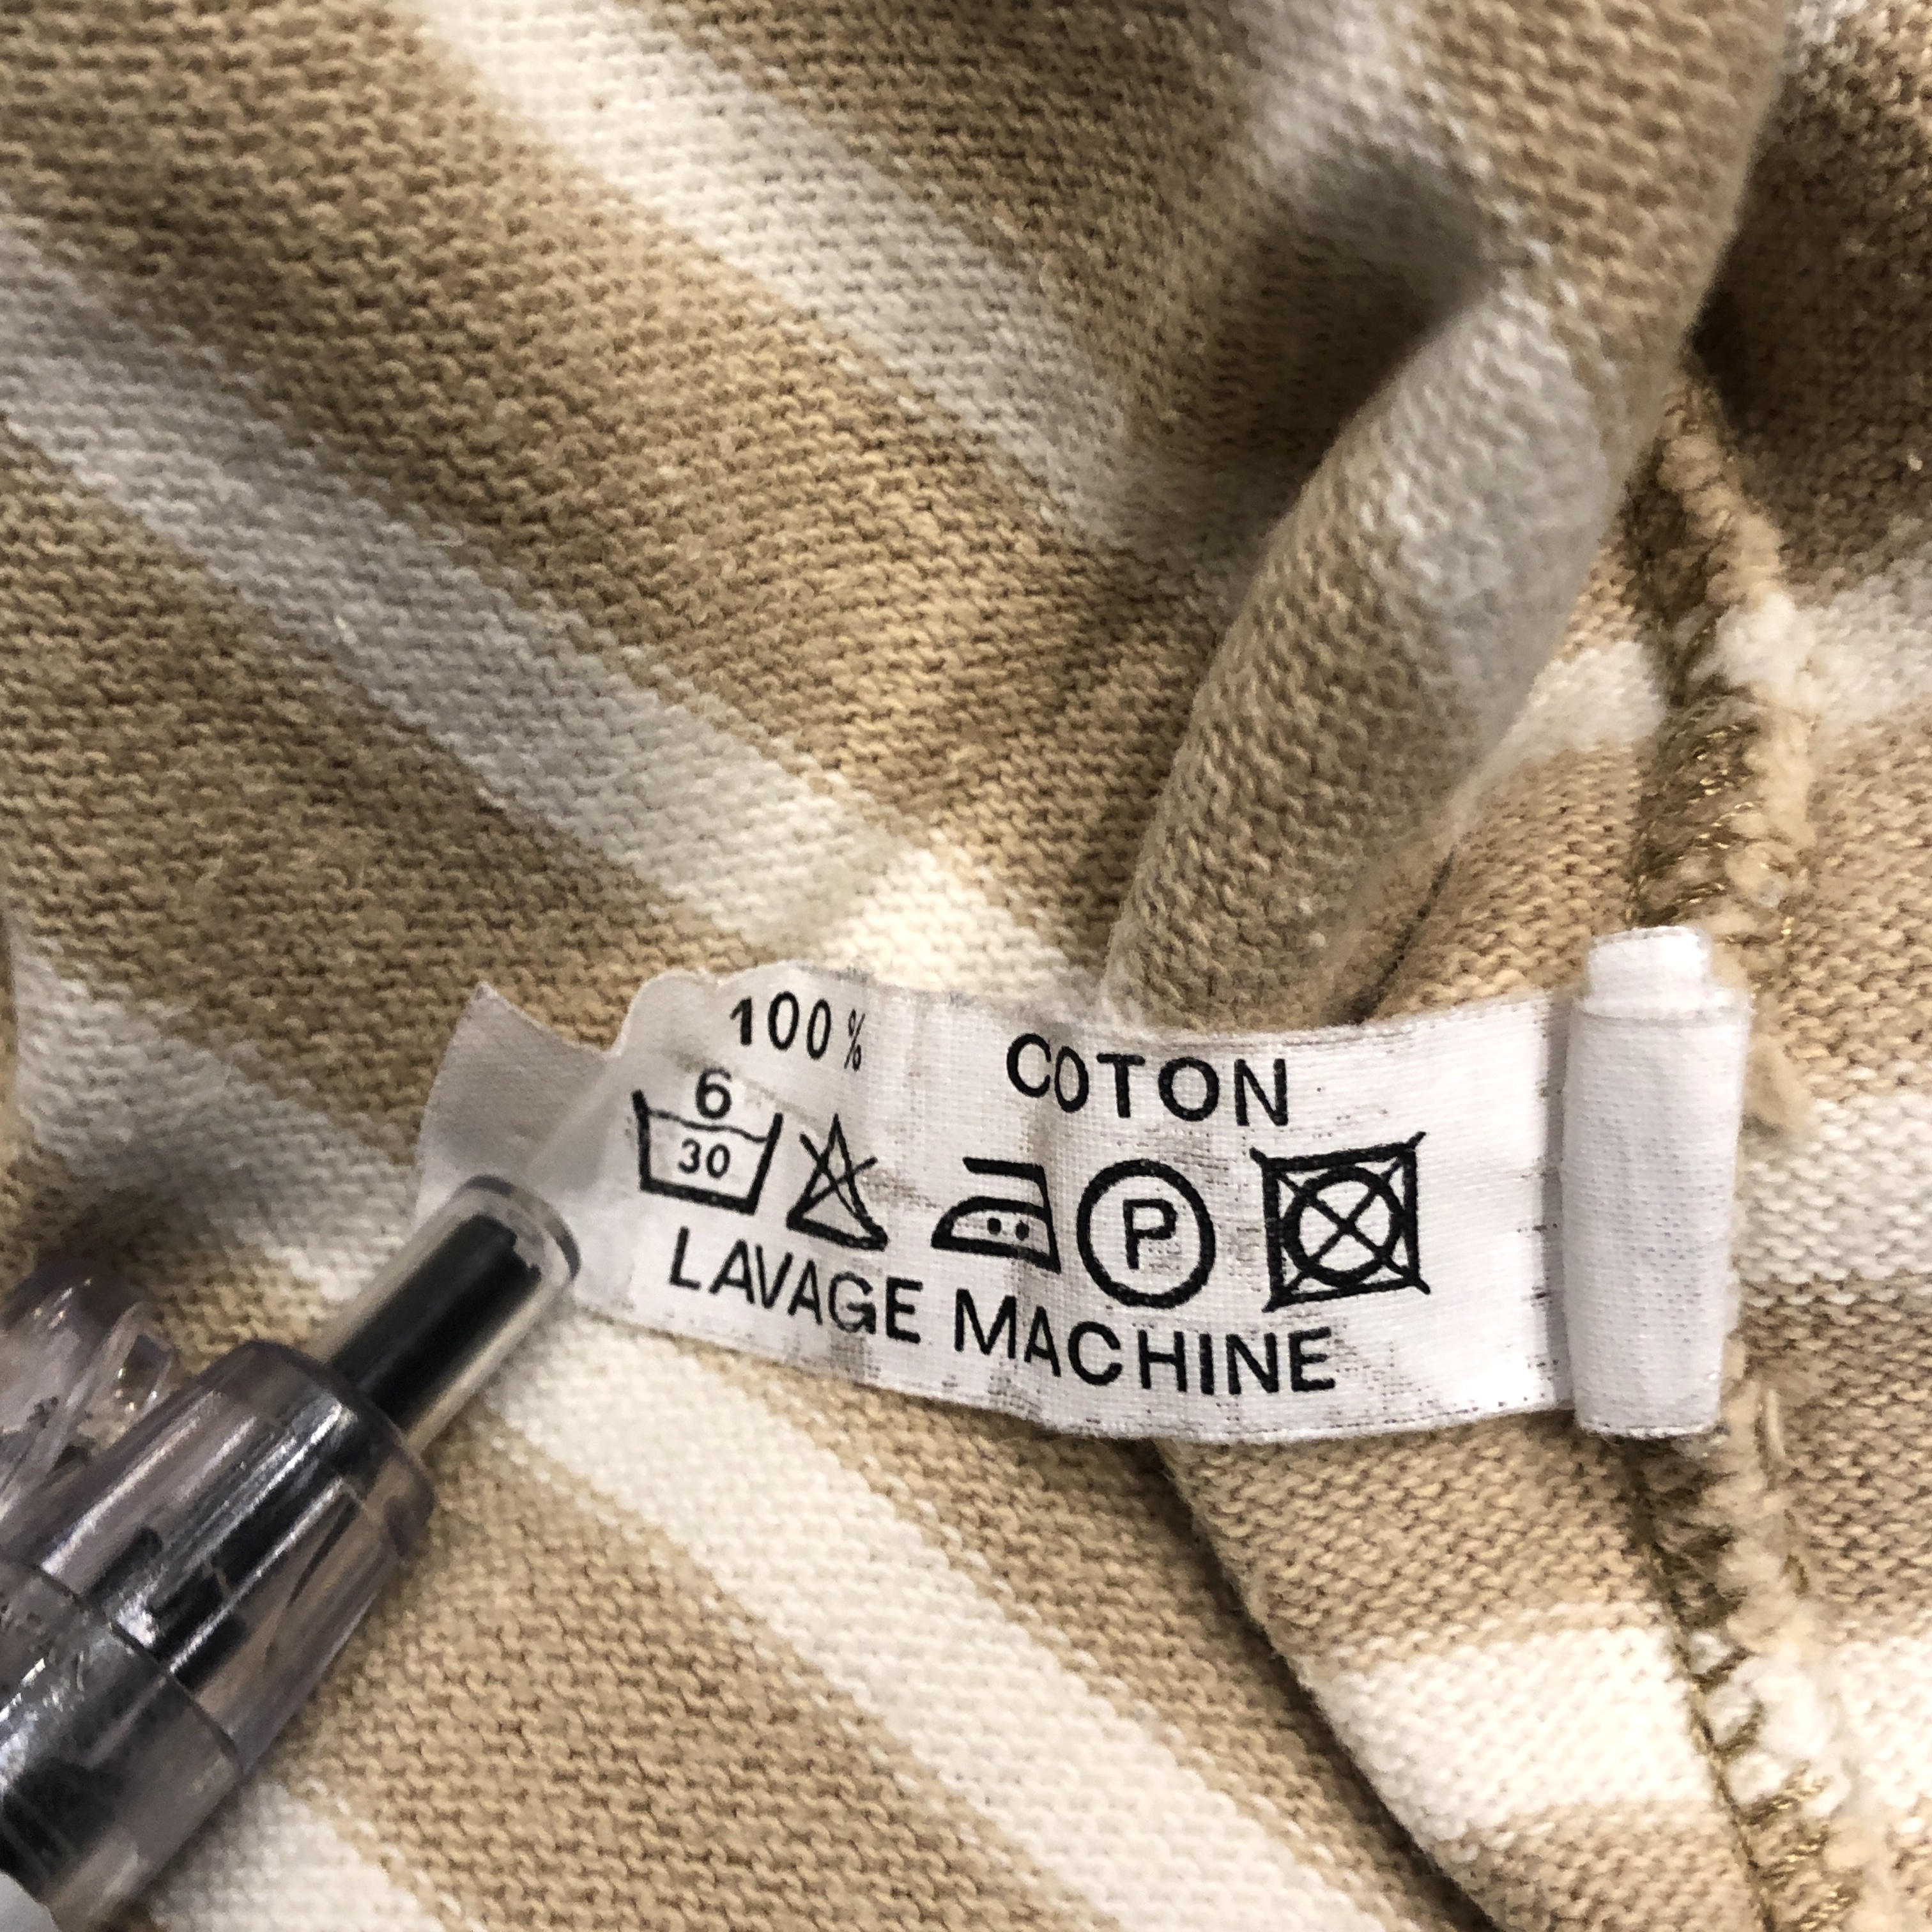 100% COTON
6
30 P
LAVAGE MACHINE